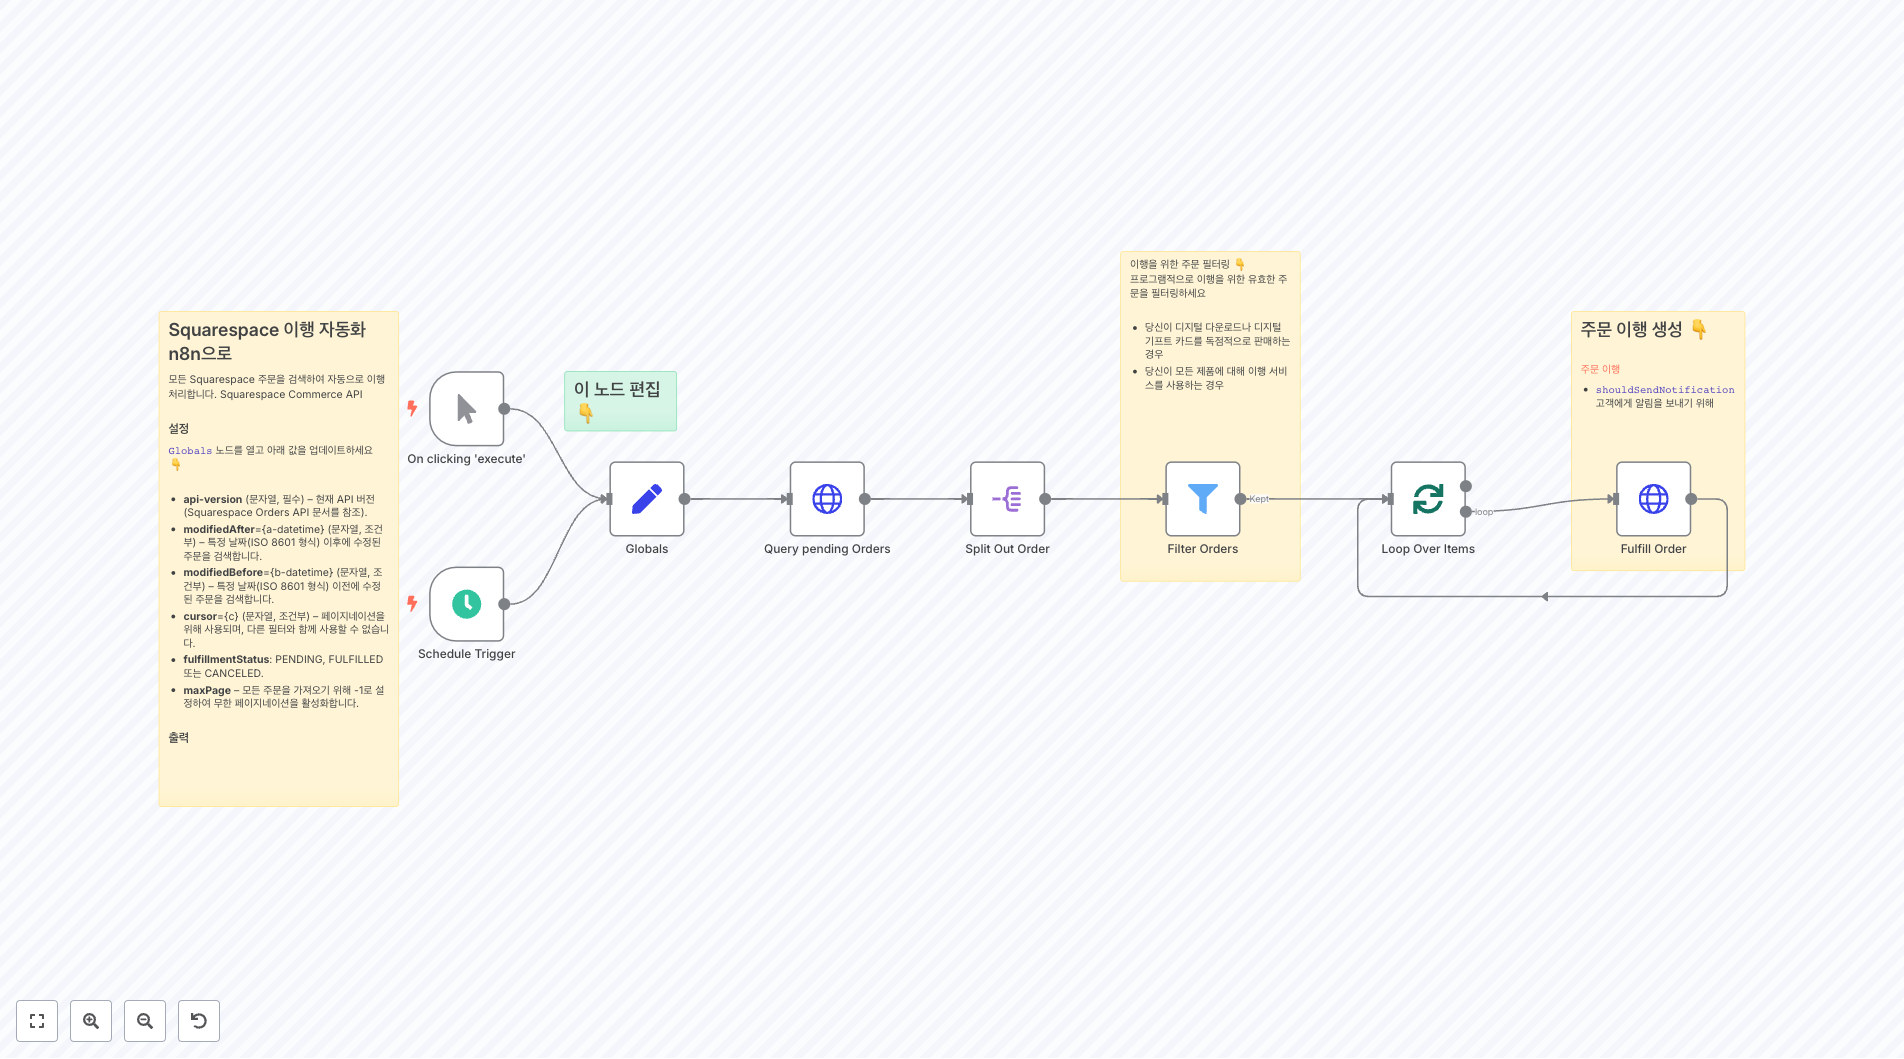 Squarespace 이행 자동화
n8n으로
모든 Squarespace 주문을 검색하여 자동으로 이행
처리합니다. Squarespace Commerce API
설정
Globals 노드를 열고 아래 값을 업데이트하세요
👇
• api-version (문자열, 필수) – 현재 API 버전
(Squarespace Orders API 문서를 참조).
• modifiedAfter={a-datetime} (문자열, 조건
부) – 특정 날짜(ISO 8601 형식) 이후에 수정된
주문을 검색합니다.
• modifiedBefore={b-datetime} (문자열, 조
건부) – 특정 날짜(ISO 8601 형식) 이전에 수정
된 주문을 검색합니다.
• cursor={c} (문자열, 조건부) – 페이지네이션을
위해 사용되며, 다른 필터와 함께 사용할 수 없습니
다.
• fulfillmentStatus: PENDING, FULFILLED
또는 CANCELED.
• maxPage – 모든 주문을 가져오기 위해 -1로 설
정하여 무한 페이지네이션을 활성화합니다.
출력
On clicking 'execute'
Schedule Trigger
이 노드 편집
👇
Globals
Query pending Orders
Split Out Order
이행을 위한 주문 필터링 👇
프로그램적으로 이행을 위한 유효한 주
문을 필터링하세요
• 당신이 디지털 다운로드나 디지털
기프트 카드를 독점적으로 판매하는
경우
• 당신이 모든 제품에 대해 이행 서비
스를 사용하는 경우
Filter Orders
Kept
Loop Over Items
loop
주문 이행 생성 👇
주문 이행
• shouldSendNotification
고객에게 알림을 보내기 위해
Fulfill Order